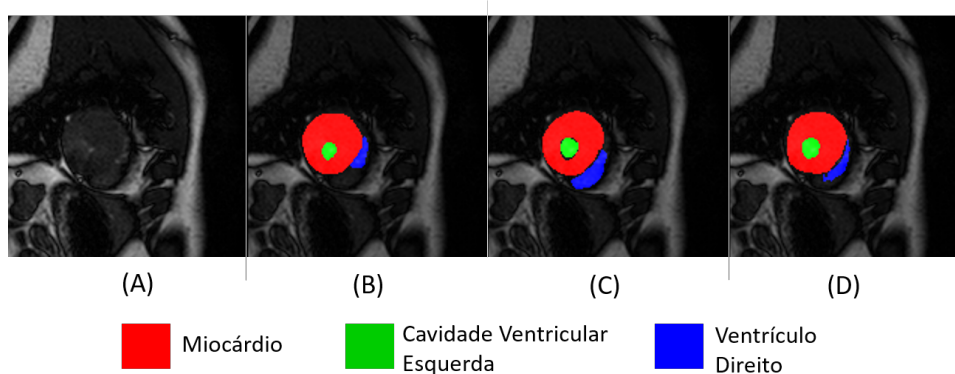 (A)
(B)
(C)
(D)
Miocárdio
Cavidade Ventricular
Esquerda
Ventrículo
Direito